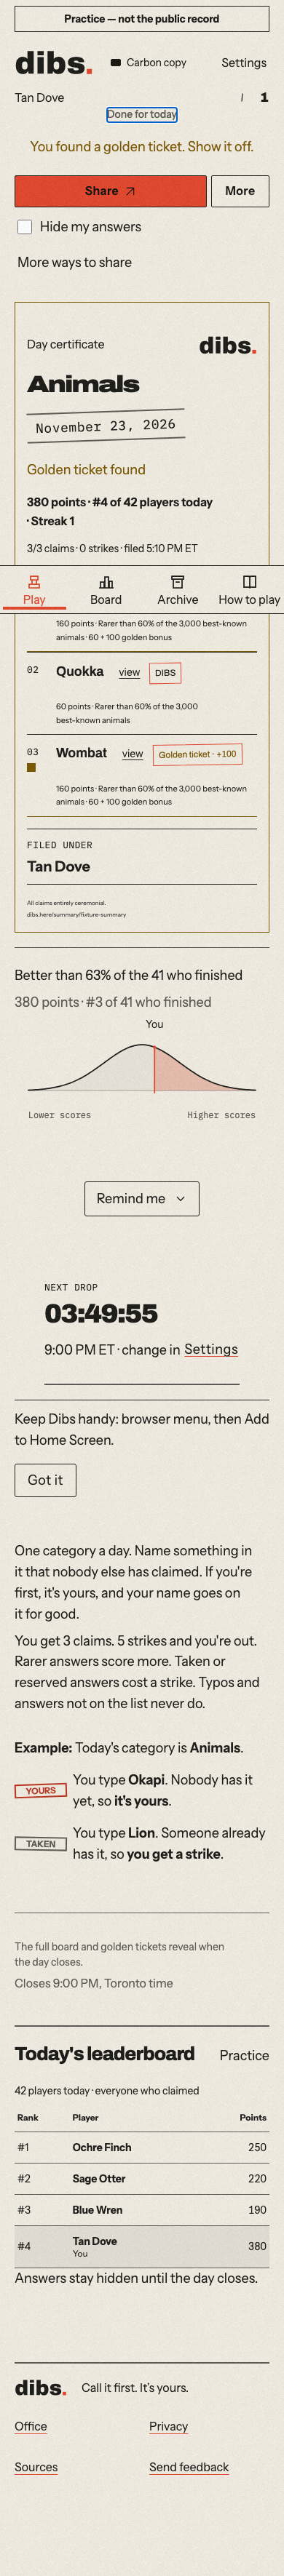 Practice — not the public record
dibs.
Carbon copy
Settings
Tan Dove
/ 1
Done for today
You found a golden ticket. Show it off.
Share
More
Hide my answers
More ways to share
Day certificate
dibs.
Animals
November 23, 2026
Golden ticket found
380 points · #4 of 42 players today
· Streak 1
3/3 claims · 0 strikes · filed 5:10 PM ET
Play
Board
Archive
How to play
160 points · Rarer than 60% of the 3,000 best-known
animals · 60 + 100 golden bonus
02
Quokka
view
DIBS
60 points · Rarer than 60% of the 3,000
best-known animals
03
Wombat
view
Golden ticket · +100
160 points · Rarer than 60% of the 3,000 best-known
animals · 60 + 100 golden bonus
FILED UNDER
Tan Dove
All claims entirely ceremonial.
dibs.here/summary/fixture-summary
Better than 63% of the 41 who finished
380 points · #3 of 41 who finished
You
Lower scores
Higher scores
Remind me
NEXT DROP
03:49:55
9:00 PM ET · change in Settings
Keep Dibs handy: browser menu, then Add
to Home Screen.
Got it
One category a day. Name something in
it that nobody else has claimed. If you're
first, it's yours, and your name goes on
it for good.
You get 3 claims. 5 strikes and you're out.
Rarer answers score more. Taken or
reserved answers cost a strike. Typos and
answers not on the list never do.
Example: Today's category is Animals.
YOURS
You type Okapi. Nobody has it
yet, so it's yours.
TAKEN
You type Lion. Someone already
has it, so you get a strike.
The full board and golden tickets reveal when
the day closes.
Closes 9:00 PM, Toronto time
Today's leaderboard
Practice
42 players today · everyone who claimed
Rank Player Points
#1 Ochre Finch 250
#2 Sage Otter 220
#3 Blue Wren 190
#4 Tan Dove 380
You
Answers stay hidden until the day closes.
dibs.
Call it first. It's yours.
Office
Privacy
Sources
Send feedback